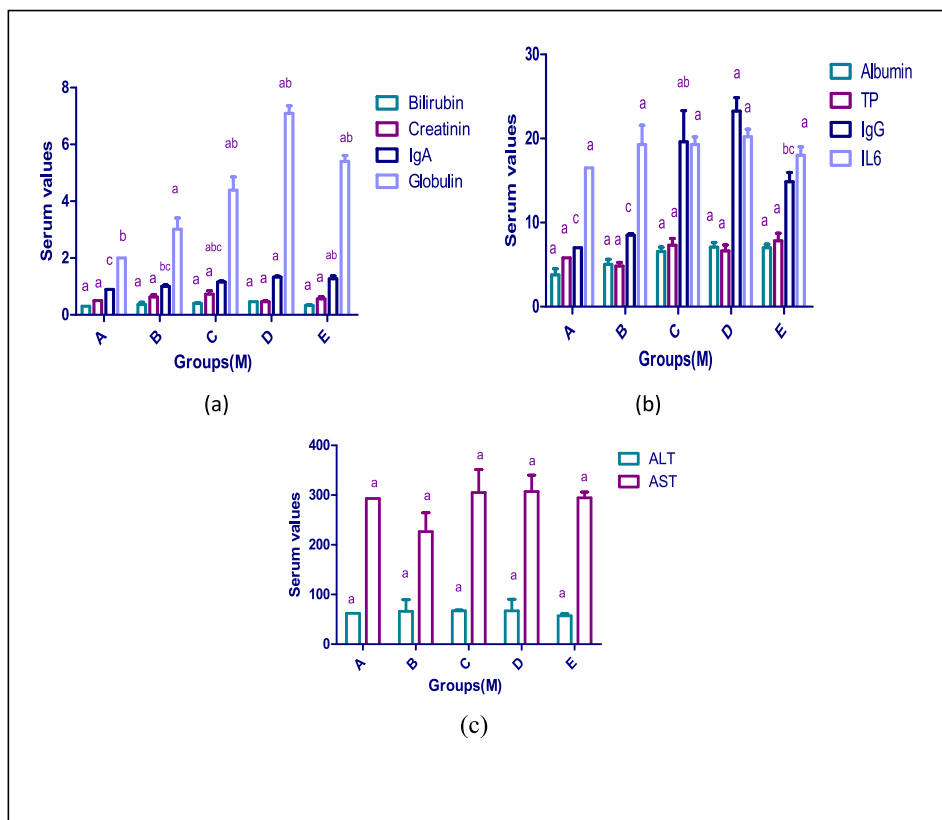 8
6
4
2
0
Serum values
ab
ab
ab
a
b
c
a
a
bc
a
a
abc
a
a
a
a
a
ab
a
a
Bilirubin
Creatinin
IgA
Globulin
A
B
C
D
E
Groups(M)
(a)
30
20
10
0
Serum values
a
a
a
c
a
a
a
c
ab
a
a
a
a
a
a
a
a
bc
a
a
Albumin
TP
IgG
IL6
A
B
C
D
E
Groups(M)
(b)
400
300
200
100
0
Serum values
a
a
a
a
a
a
a
a
a
a
ALT
AST
A
B
C
D
E
Groups(M)
(c)